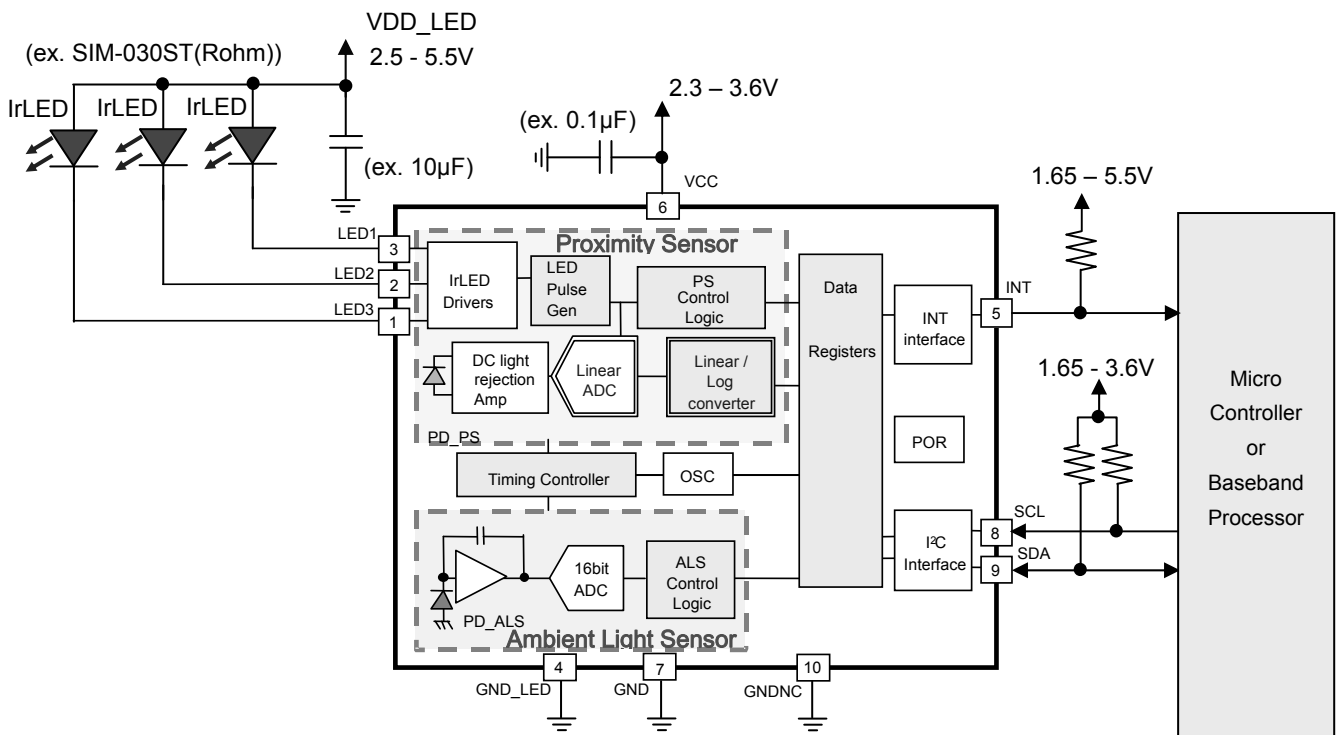 VDD_LED
2.5 - 5.5V
(ex. SIM-030ST(Rohm))
IrLED
IrLED
IrLED
(ex. 10µF)
2.3 – 3.6V
(ex. 0.1µF)
VCC
6
1.65 – 5.5V
LED1
3
LED2
2
LED3
1
Proximity Sensor
IrLED
Drivers
LED
Pulse
Gen
PS
Control
Logic
DC light
rejection
Amp
Linear
ADC
Linear /
Log
converter
PD_PS
Data
Registers
INT
interface
INT
5
1.65 - 3.6V
POR
Timing Controller
OSC
I²C
Interface
SCL
8
SDA
9
16bit
ADC
ALS
Control
Logic
PD_ALS
Ambient Light Sensor
4
GND_LED
7
GND
10
GNDNC
Micro
Controller
or
Baseband
Processor